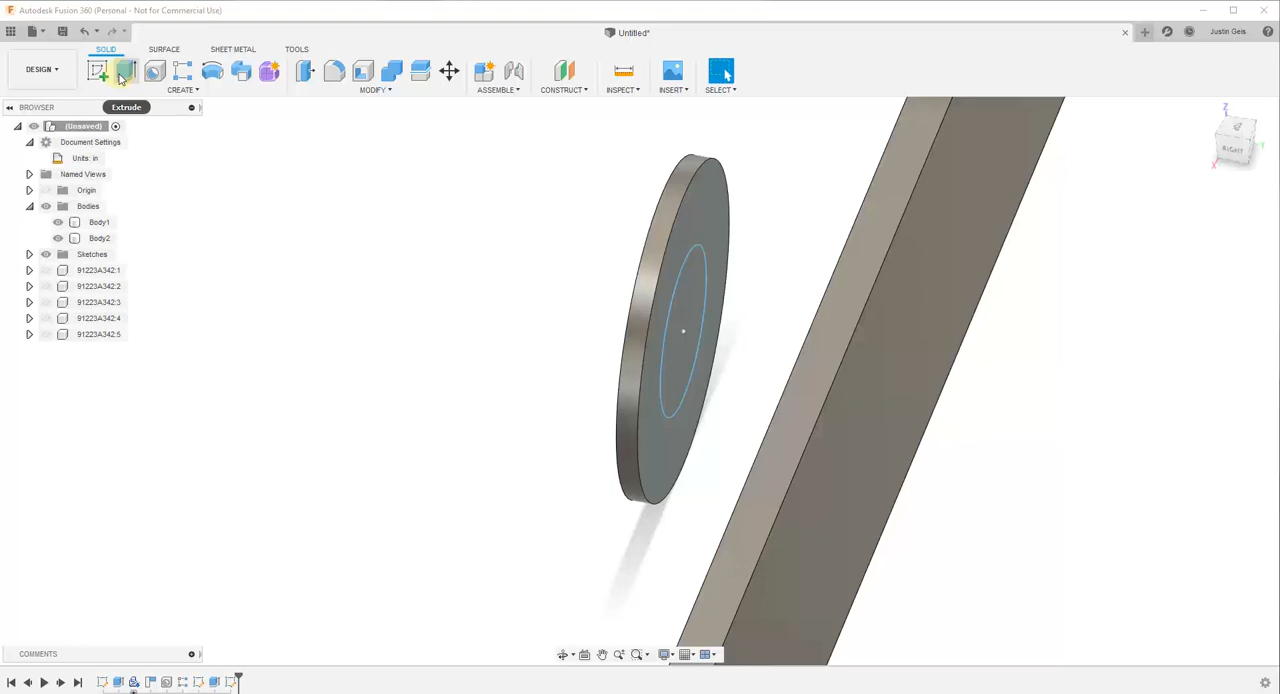 Autodesk Fusion 360 (Personal - Not for Commercial Use)
Untitled*
Justin Geis
SOLID
SURFACE
SHEET METAL
TOOLS
DESIGN
CREATE
MODIFY
ASSEMBLE
CONSTRUCT
INSPECT
INSERT
SELECT
BROWSER
Extrude
(Unsaved)
Document Settings
Units: in
Named Views
Origin
Bodies
Body1
Body2
Sketches
91223A342:1
91223A342:2
91223A342:3
91223A342:4
91223A342:5
Z
RIGHT
Y
X
COMMENTS